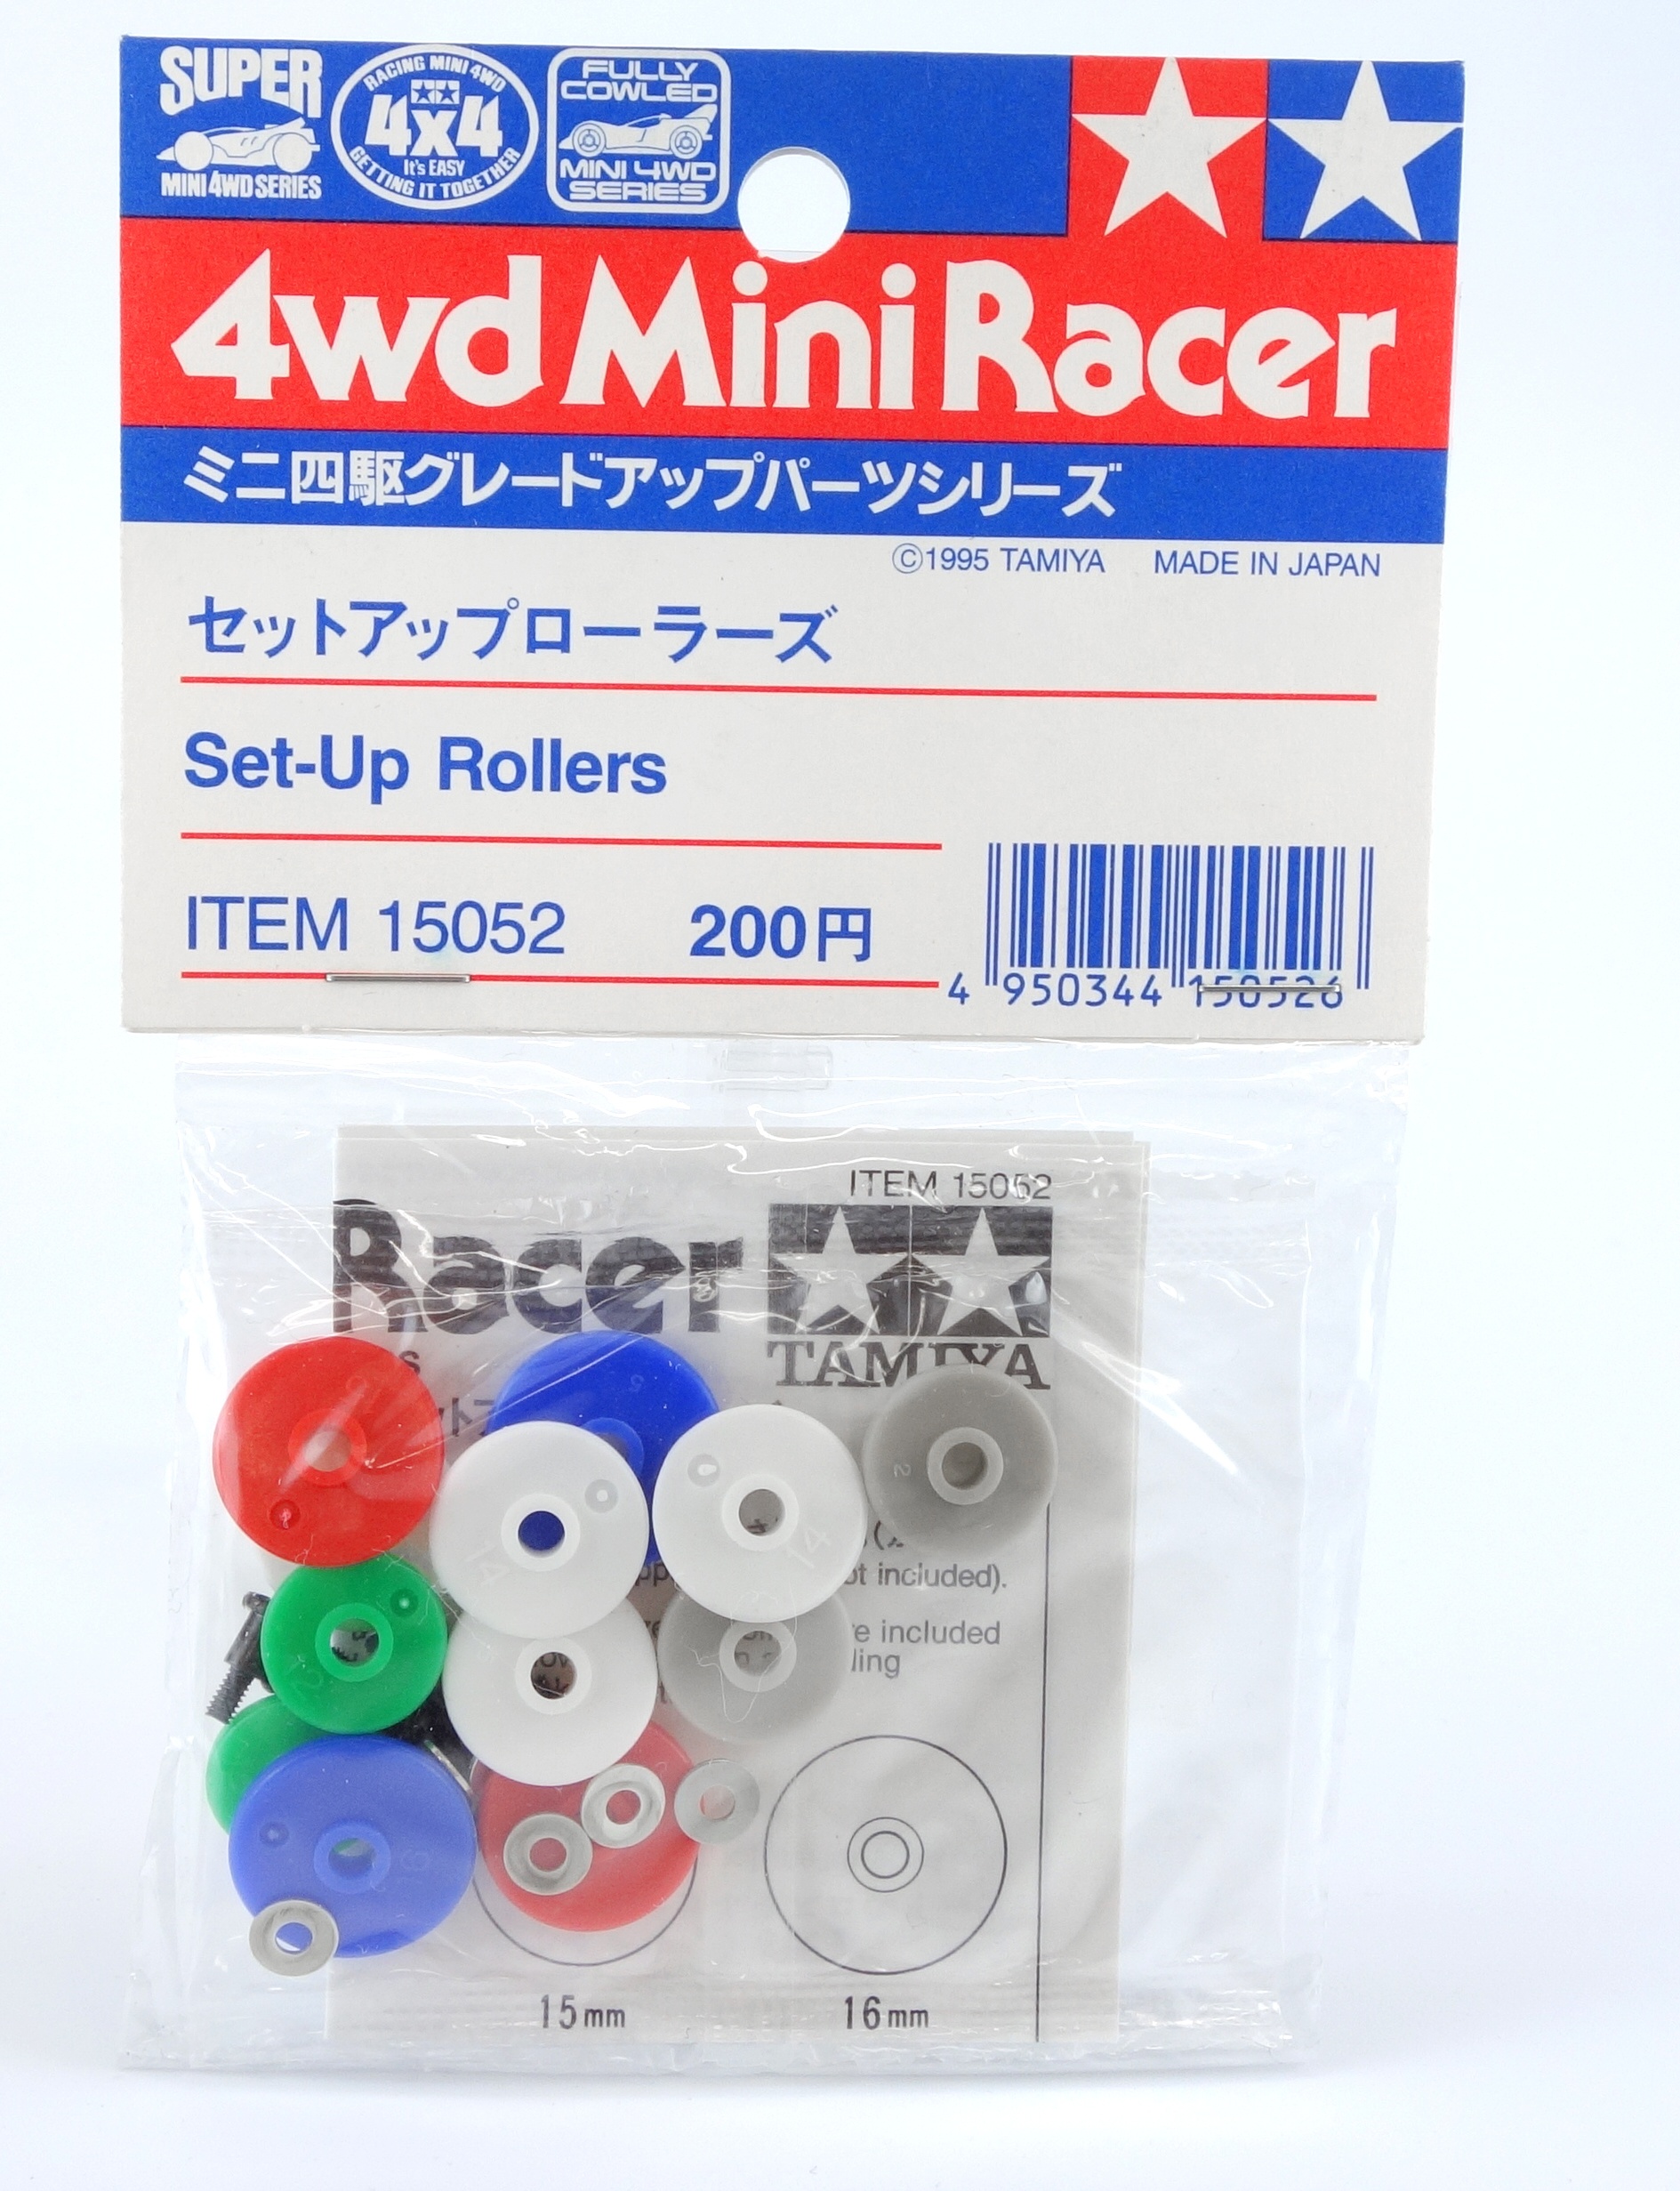 SUPER
MINI 4WD SERIES
RACING MINI 4WD
4x4
It's EASY
GETTING IT TOGETHER
FULLY
COWLED
MINI 4WD
SERIES
4wd Mini Racer
ミニ四駆グレードアップパーツシリーズ
©1995 TAMIYA MADE IN JAPAN
セットアップローラーズ
Set-Up Rollers
ITEM 15052 200円
4 950344 150526
ITEM 15052
Racer
TAMIYA
14
14
2
included).
included
15mm 16mm